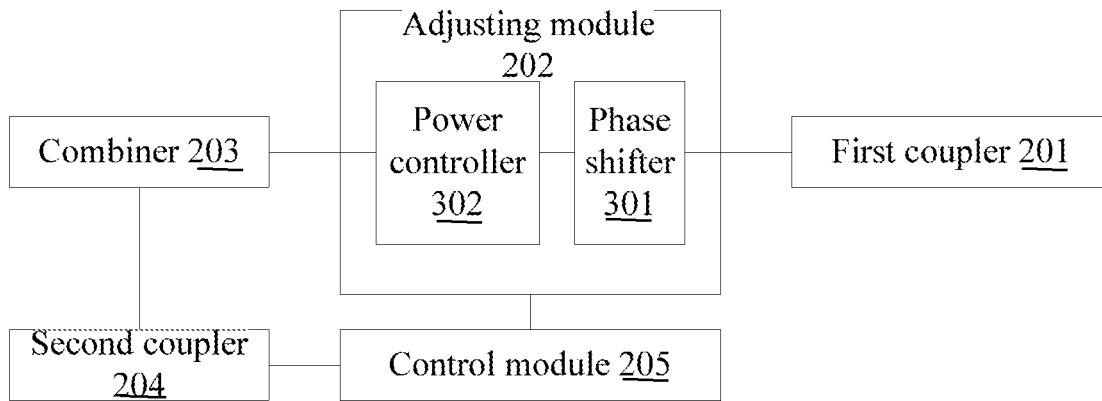 Adjusting module
202
Combiner 203
Power
controller
302
Phase
shifter
301
First coupler 201
Second coupler
204
Control module 205